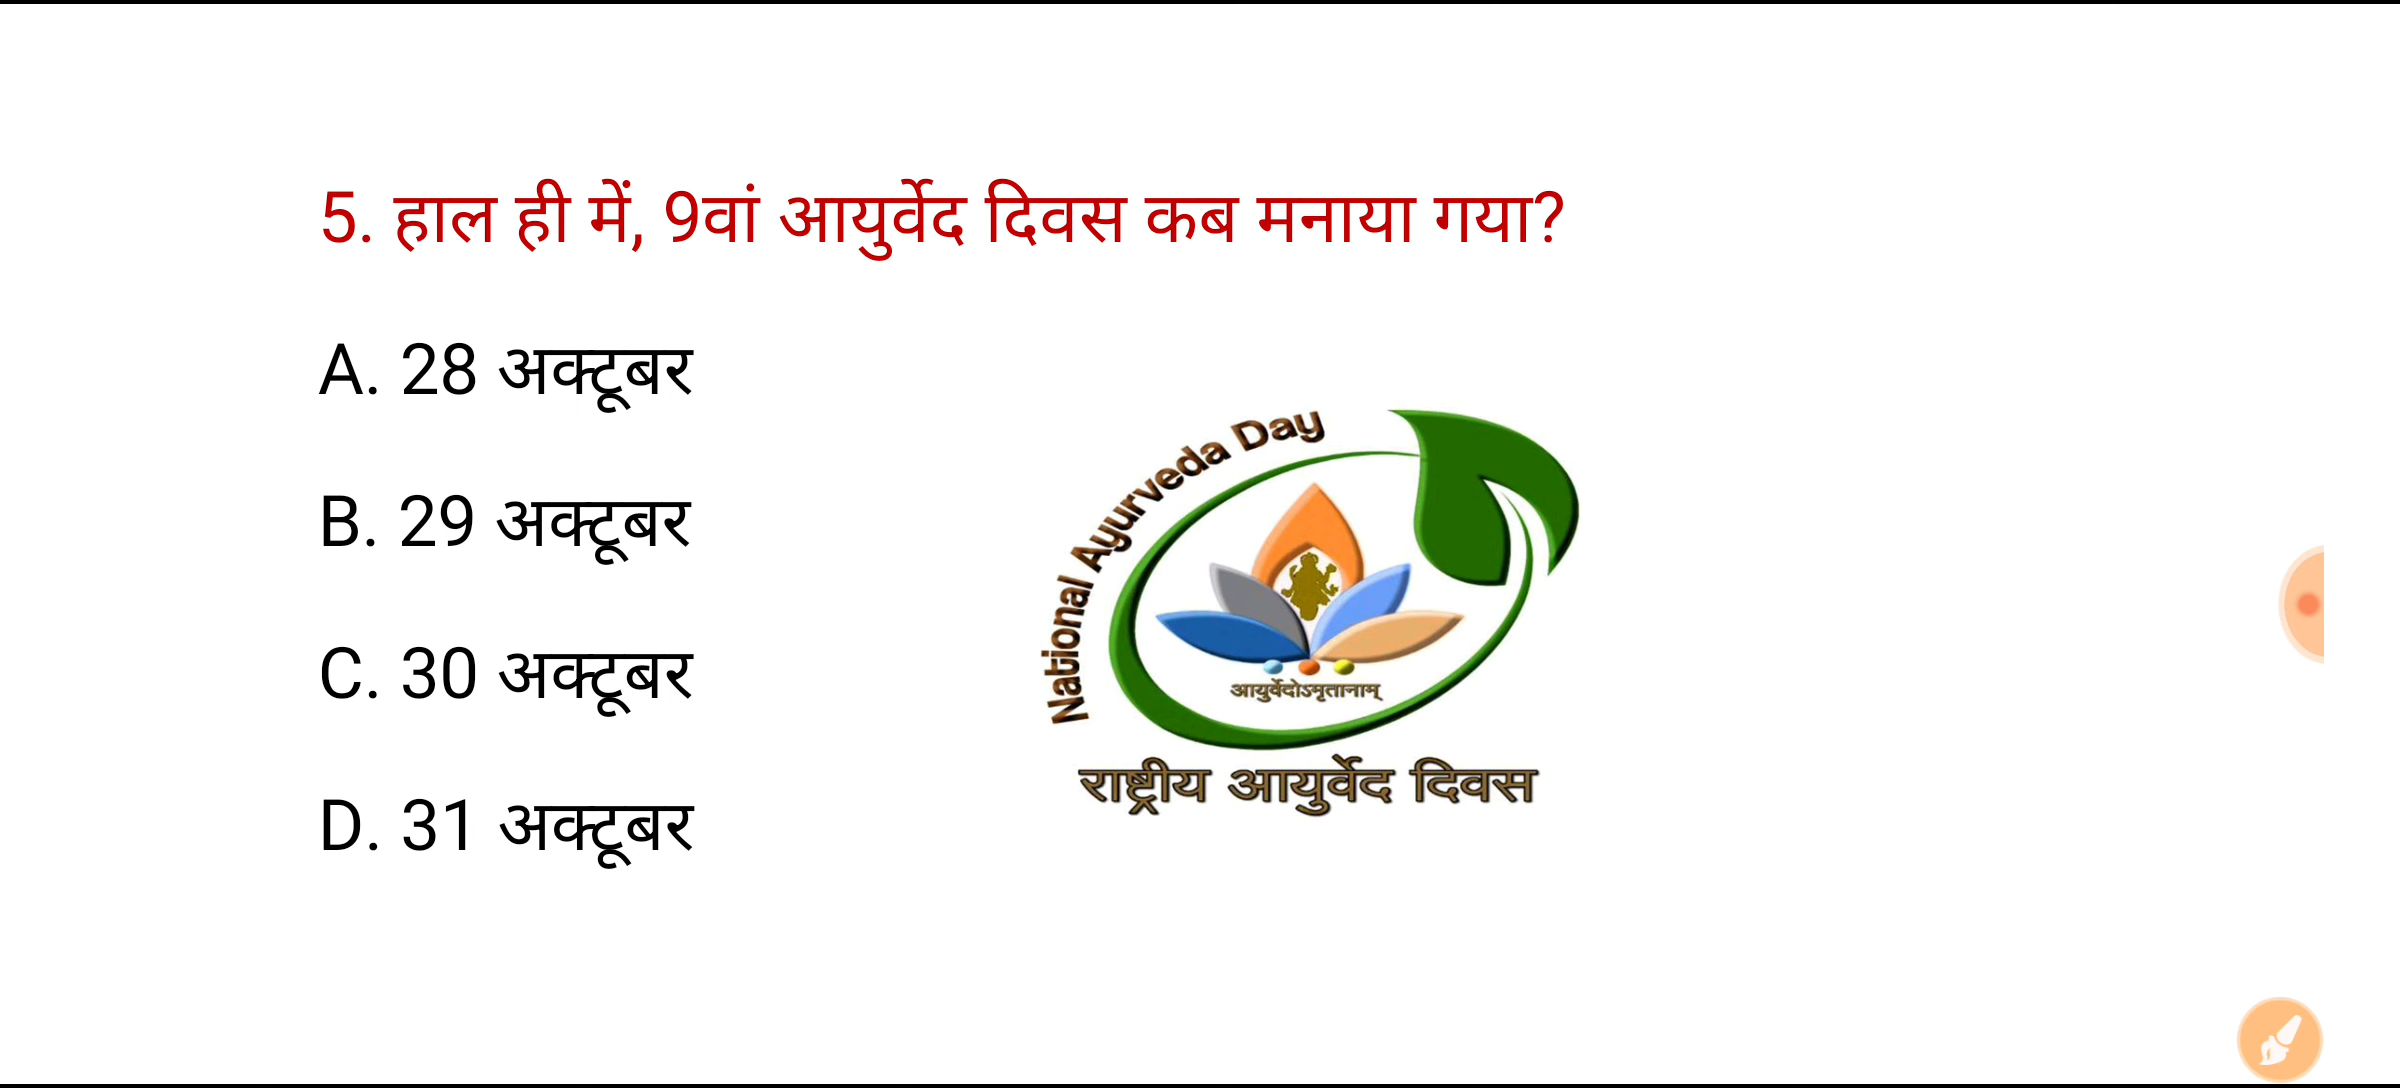 5. हाल ही में, 9वां आयुर्वेद दिवस कब मनाया गया?
A. 28 अक्टूबर
B. 29 अक्टूबर
C. 30 अक्टूबर
D. 31 अक्टूबर
National Ayurveda Day
आयुर्वेदोऽमृतानाम्
राष्ट्रीय आयुर्वेद दिवस